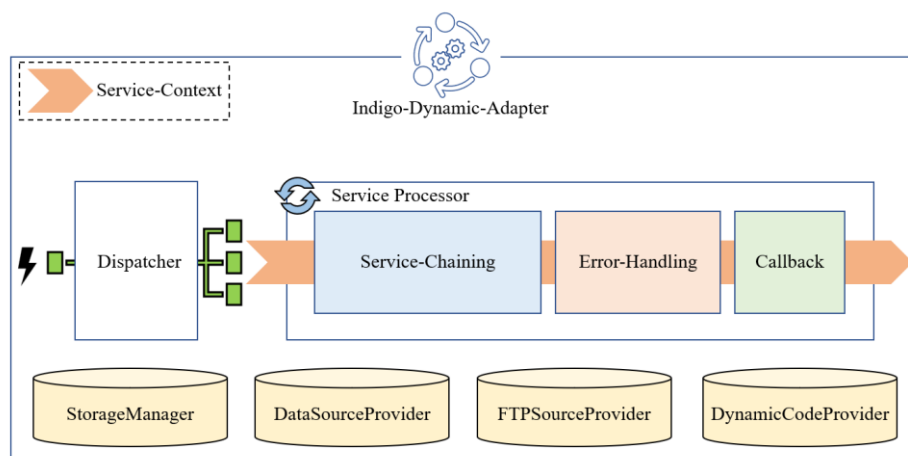 Service-Context
Indigo-Dynamic-Adapter
Service Processor
Dispatcher
Service-Chaining
Error-Handling
Callback
StorageManager
DataSourceProvider
FTPSourceProvider
DynamicCodeProvider